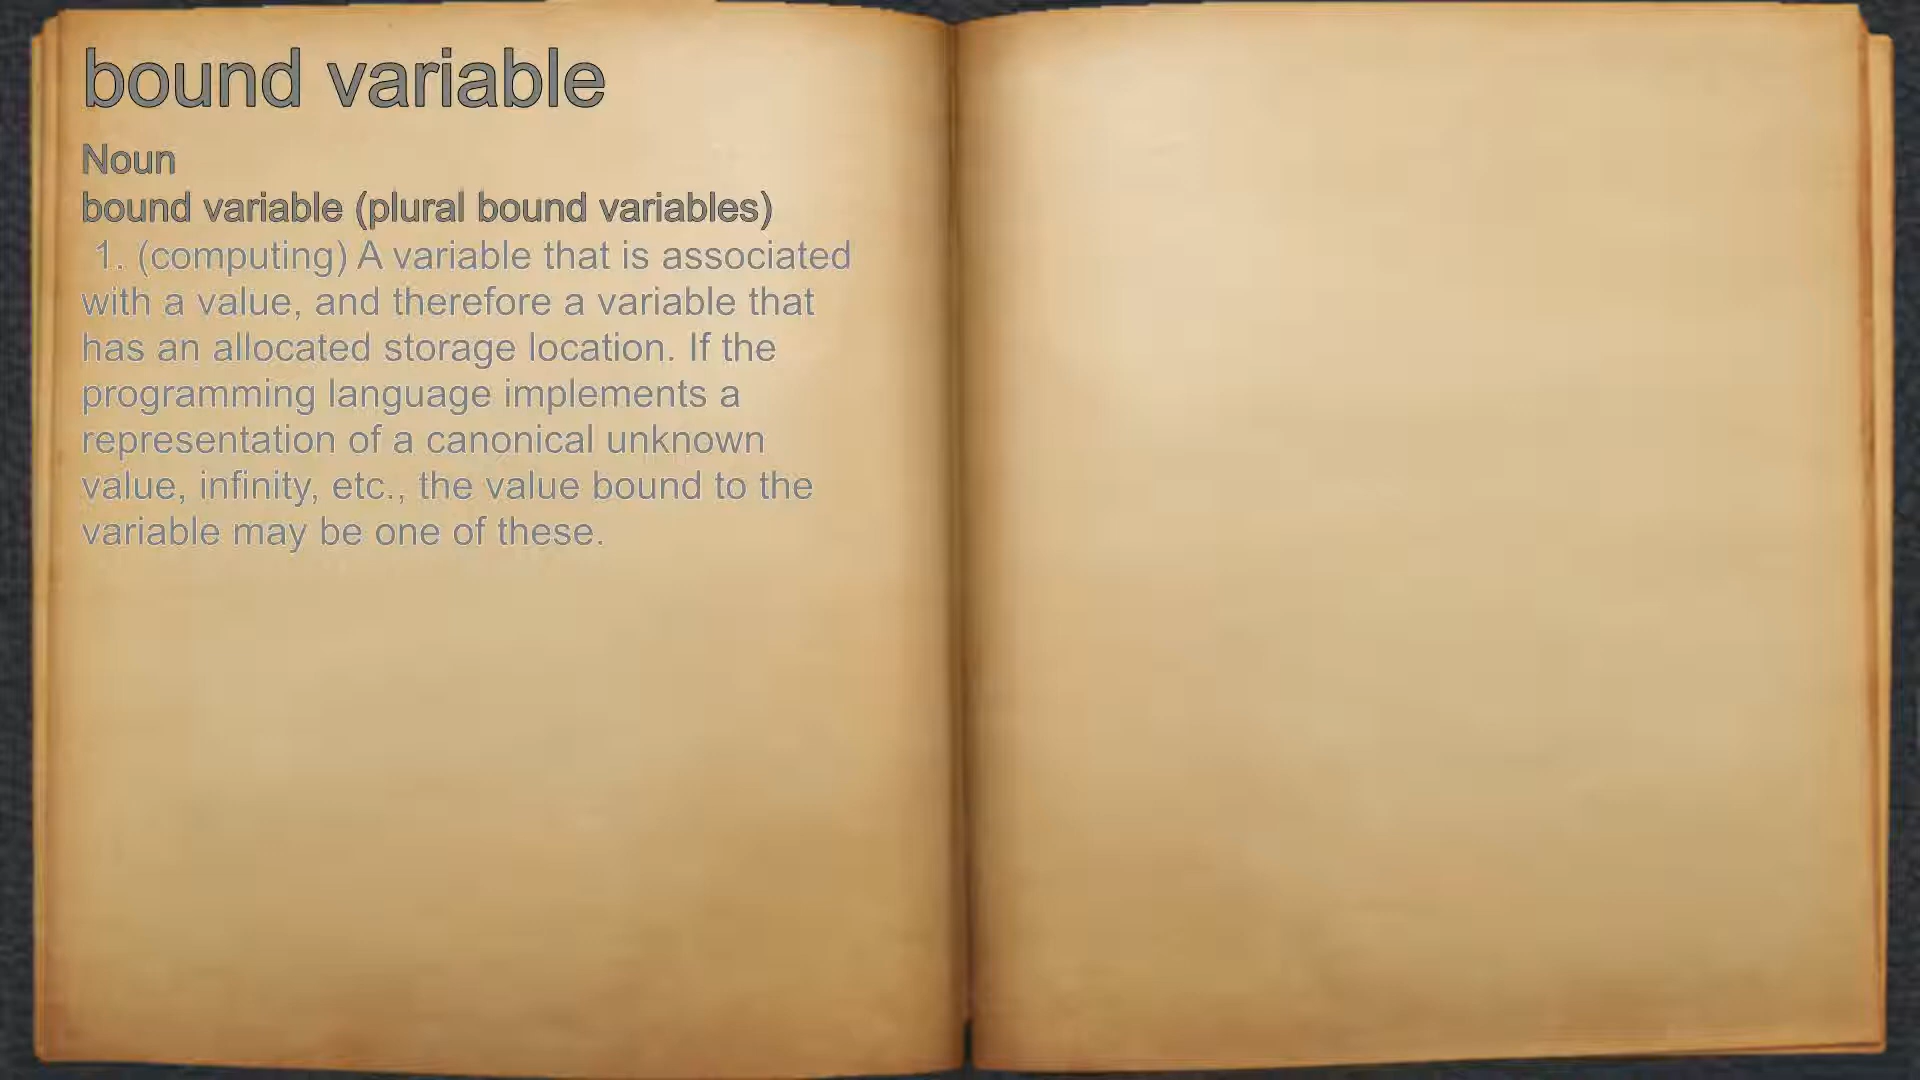 bound variable
Noun
bound variable (plural bound variables)
1. (computing) A variable that is associated
with a value, and therefore a variable that
has an allocated storage location. If the
programming language implements a
representation of a canonical unknown
value, infinity, etc., the value bound to the
variable may be one of these.